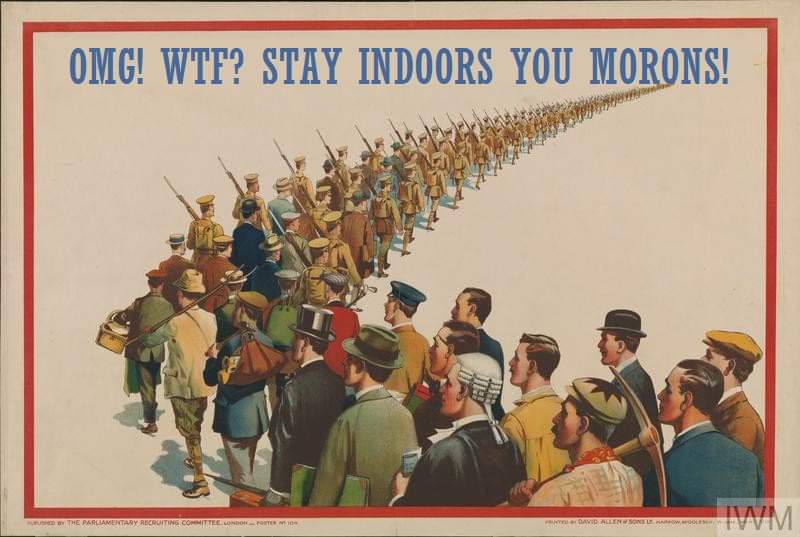 OMG! WTF? STAY INDOORS YOU MORONS!
PUBLISHED BY THE PARLIAMENTARY RECRUITING COMMITTEE, LONDON — POSTER Nº 104
PRINTED BY DAVID ALLEN & SONS Lᴰ. HARROW, MIDDLESEX.
IWM